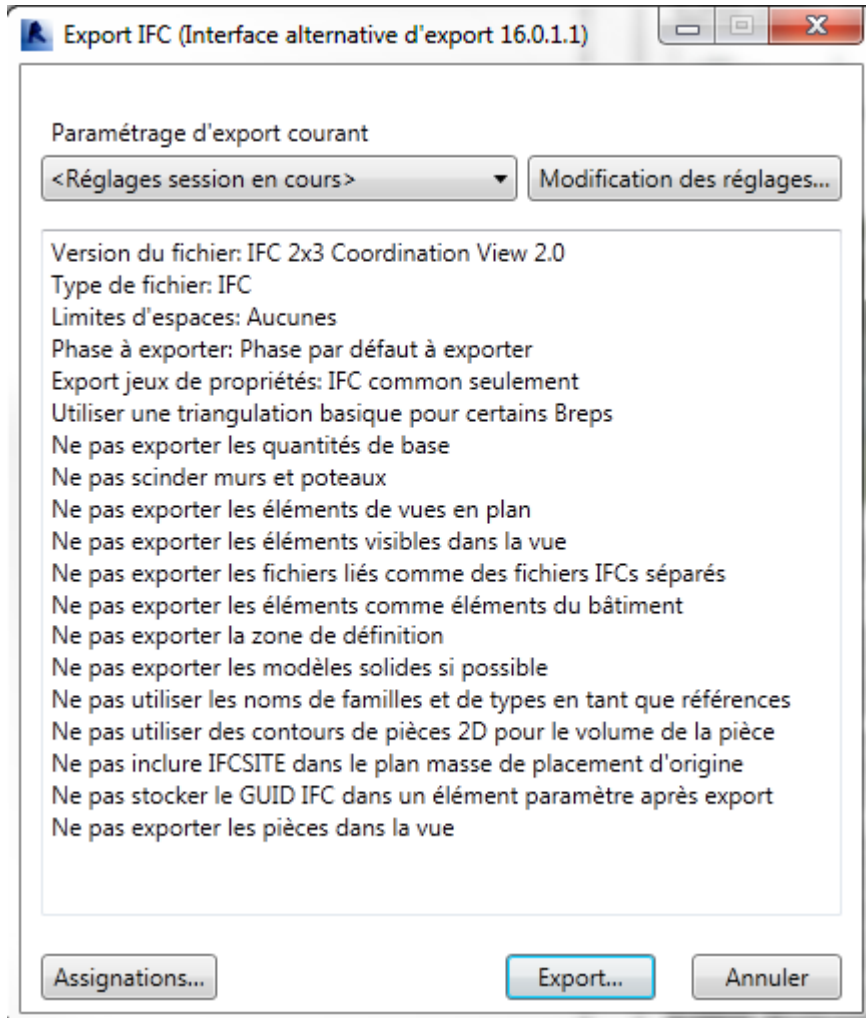 Export IFC (Interface alternative d'export 16.0.1.1)
Paramétrage d'export courant
<Réglages session en cours>
Modification des réglages...
Version du fichier: IFC 2x3 Coordination View 2.0
Type de fichier: IFC
Limites d'espaces: Aucunes
Phase à exporter: Phase par défaut à exporter
Export jeux de propriétés: IFC common seulement
Utiliser une triangulation basique pour certains Breps
Ne pas exporter les quantités de base
Ne pas scinder murs et poteaux
Ne pas exporter les éléments de vues en plan
Ne pas exporter les éléments visibles dans la vue
Ne pas exporter les fichiers liés comme des fichiers IFCs séparés
Ne pas exporter les éléments comme éléments du bâtiment
Ne pas exporter la zone de définition
Ne pas exporter les modèles solides si possible
Ne pas utiliser les noms de familles et de types en tant que références
Ne pas utiliser des contours de pièces 2D pour le volume de la pièce
Ne pas inclure IFCSITE dans le plan masse de placement d'origine
Ne pas stocker le GUID IFC dans un élément paramètre après export
Ne pas exporter les pièces dans la vue
Assignations...
Export...
Annuler